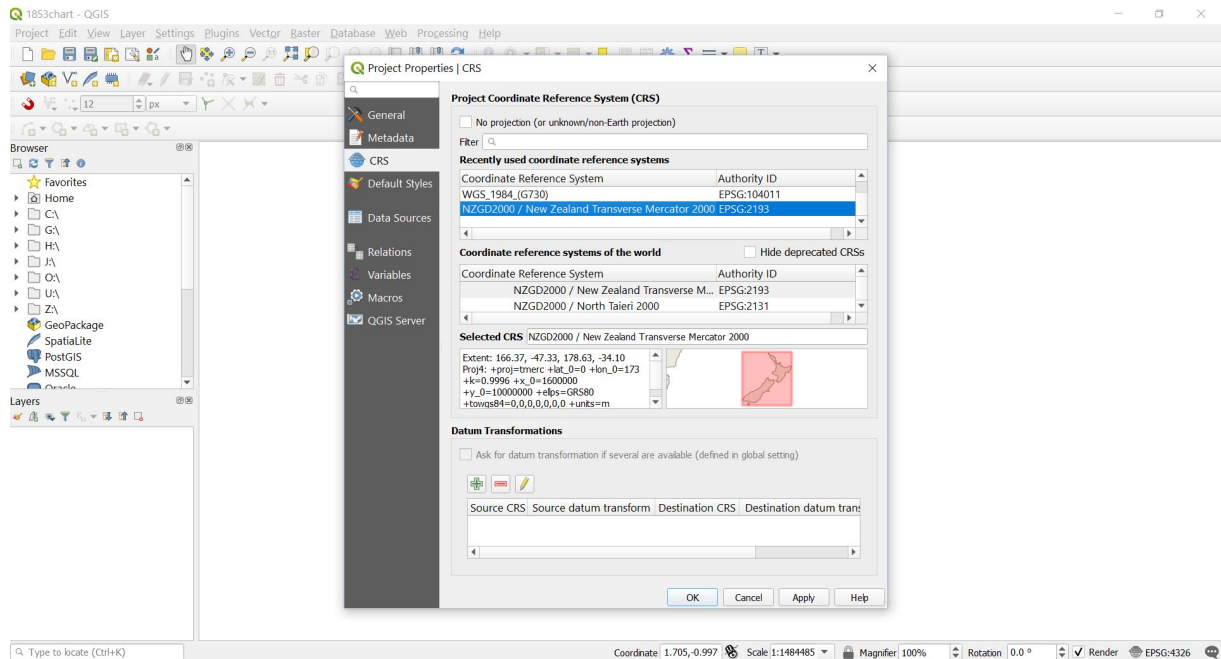 1853chart - QGIS
Project Edit View Layer Settings Plugins Vector Raster Database Web Processing Help
12 px
Browser
Favorites
Home
C:\
G:\
H:\
J:\
O:\
U:\
Z:\
GeoPackage
SpatiaLite
PostGIS
MSSQL
Oracle
Layers
Project Properties | CRS
General
Metadata
CRS
Default Styles
Data Sources
Relations
Variables
Macros
QGIS Server
Project Coordinate Reference System (CRS)
No projection (or unknown/non-Earth projection)
Filter
Recently used coordinate reference systems
Coordinate Reference System Authority ID
WGS_1984_(G730) EPSG:104011
NZGD2000 / New Zealand Transverse Mercator 2000 EPSG:2193
Coordinate reference systems of the world Hide deprecated CRSs
Coordinate Reference System Authority ID
NZGD2000 / New Zealand Transverse M... EPSG:2193
NZGD2000 / North Taieri 2000 EPSG:2131
Selected CRS NZGD2000 / New Zealand Transverse Mercator 2000
Extent: 166.37, -47.33, 178.63, -34.10
Proj4: +proj=tmerc +lat_0=0 +lon_0=173
+k=0.9996 +x_0=1600000
+y_0=10000000 +ellps=GRS80
+towgs84=0,0,0,0,0,0,0 +units=m
Datum Transformations
Ask for datum transformation if several are available (defined in global setting)
Source CRS Source datum transform Destination CRS Destination datum trans
OK Cancel Apply Help
Type to locate (Ctrl+K) Coordinate 1.705,-0.997 Scale 1:1484485 Magnifier 100% Rotation 0.0 ° Render EPSG:4326